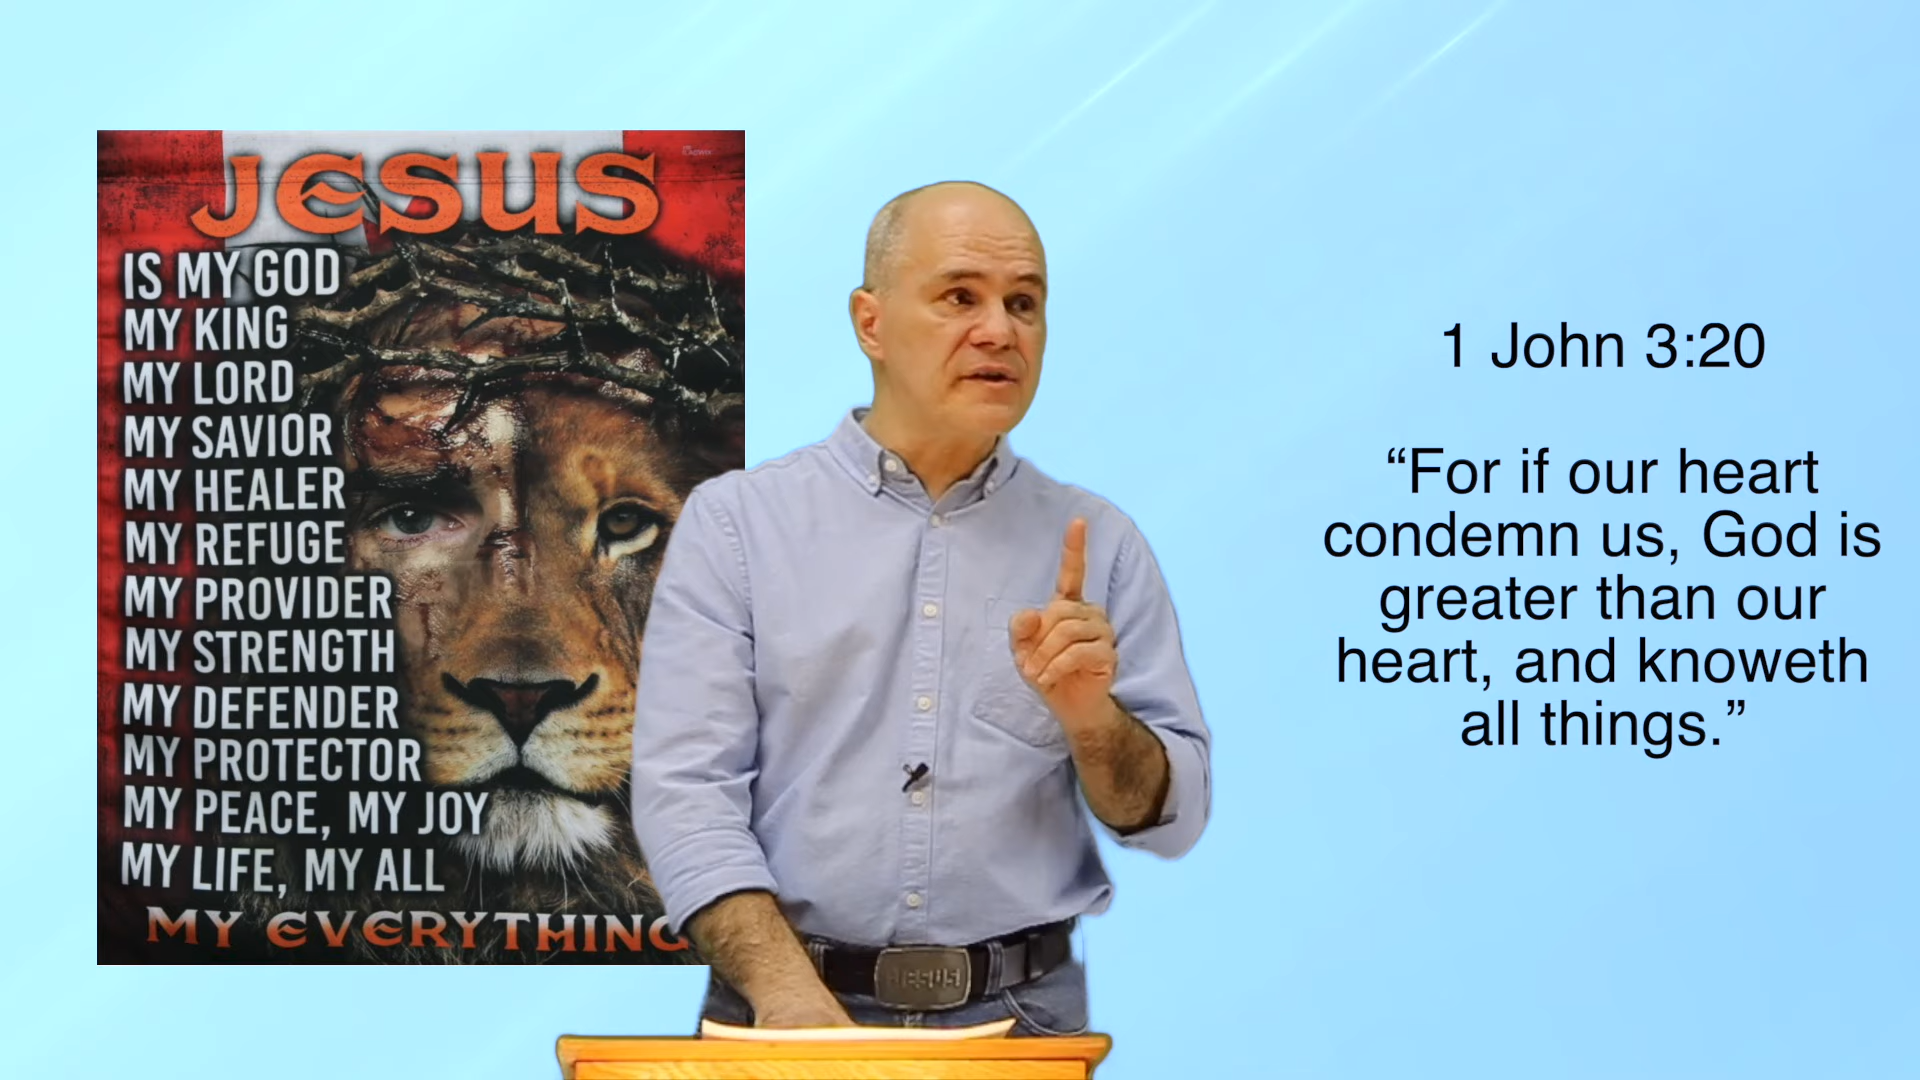 JESUS
IS MY GOD
MY KING
MY LORD
MY SAVIOR
MY HEALER
MY REFUGE
MY PROVIDER
MY STRENGTH
MY DEFENDER
MY PROTECTOR
MY PEACE, MY JOY
MY LIFE, MY ALL
MY EVERYTHING
JESUS
1 John 3:20
“For if our heart
condemn us, God is
greater than our
heart, and knoweth
all things.”